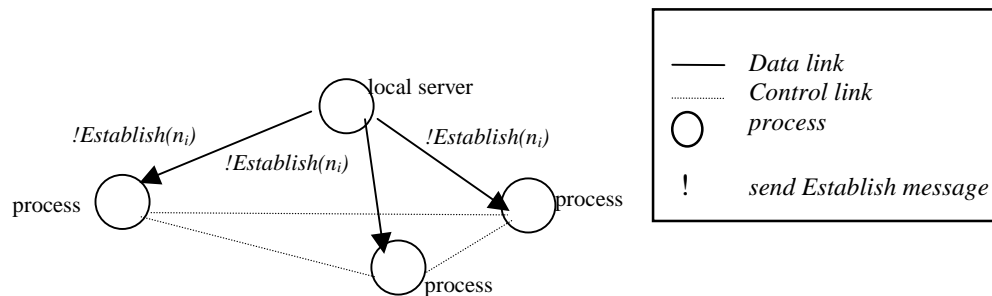 local server
!Establish(nᵢ)
!Establish(nᵢ)
!Establish(nᵢ)
process
process
process
Data link
Control link
process
! send Establish message